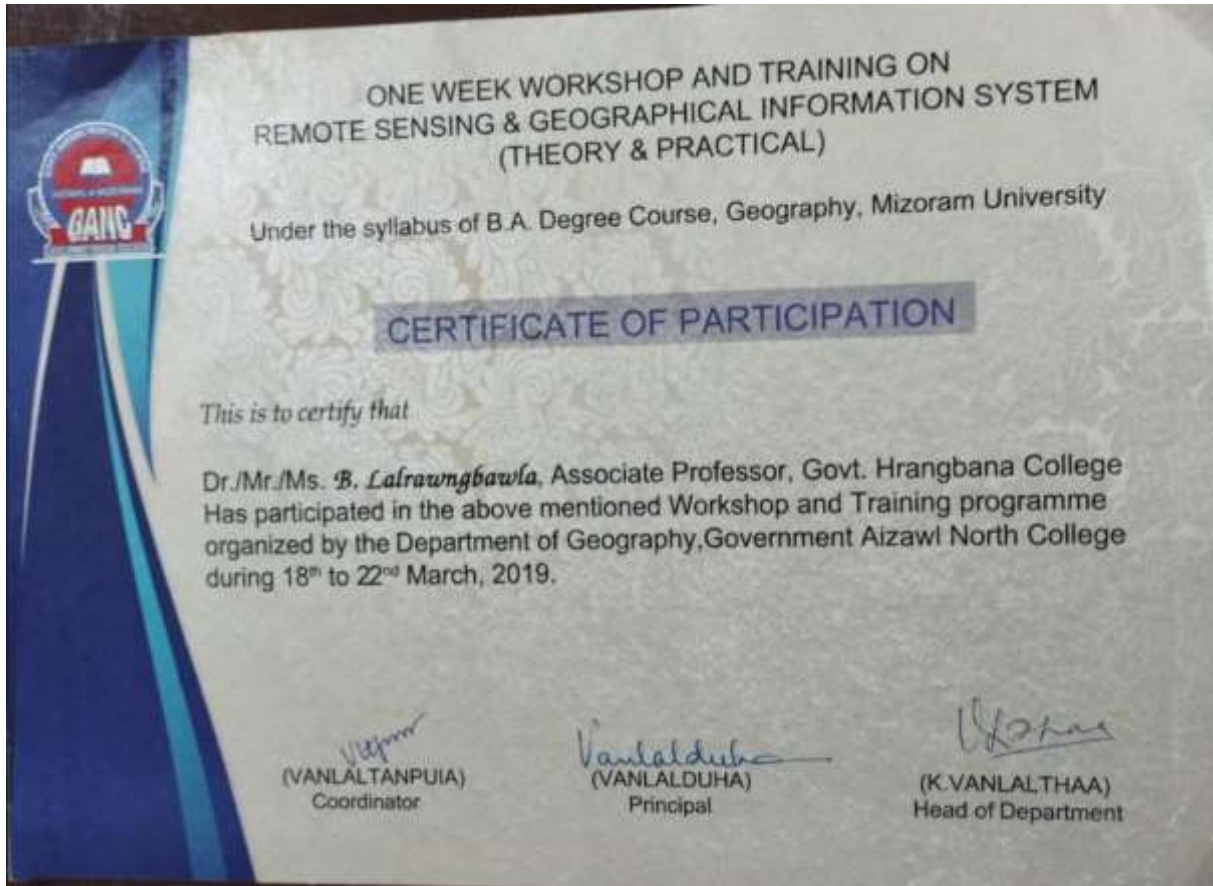 ONE WEEK WORKSHOP AND TRAINING ON
REMOTE SENSING & GEOGRAPHICAL INFORMATION SYSTEM
(THEORY & PRACTICAL)
Under the syllabus of B.A. Degree Course, Geography, Mizoram University
GANC
CERTIFICATE OF PARTICIPATION
This is to certify that
Dr./Mr./Ms. B. Lalrawngbawla, Associate Professor, Govt. Hrangbana College
Has participated in the above mentioned Workshop and Training programme
organized by the Department of Geography,Government Aizawl North College
during 18th to 22nd March, 2019.
Vanlalduha
(VANLALTANPUIA)
(VANLALDUHA)
(K.VANLALTHAA)
Coordinator
Principal
Head of Department